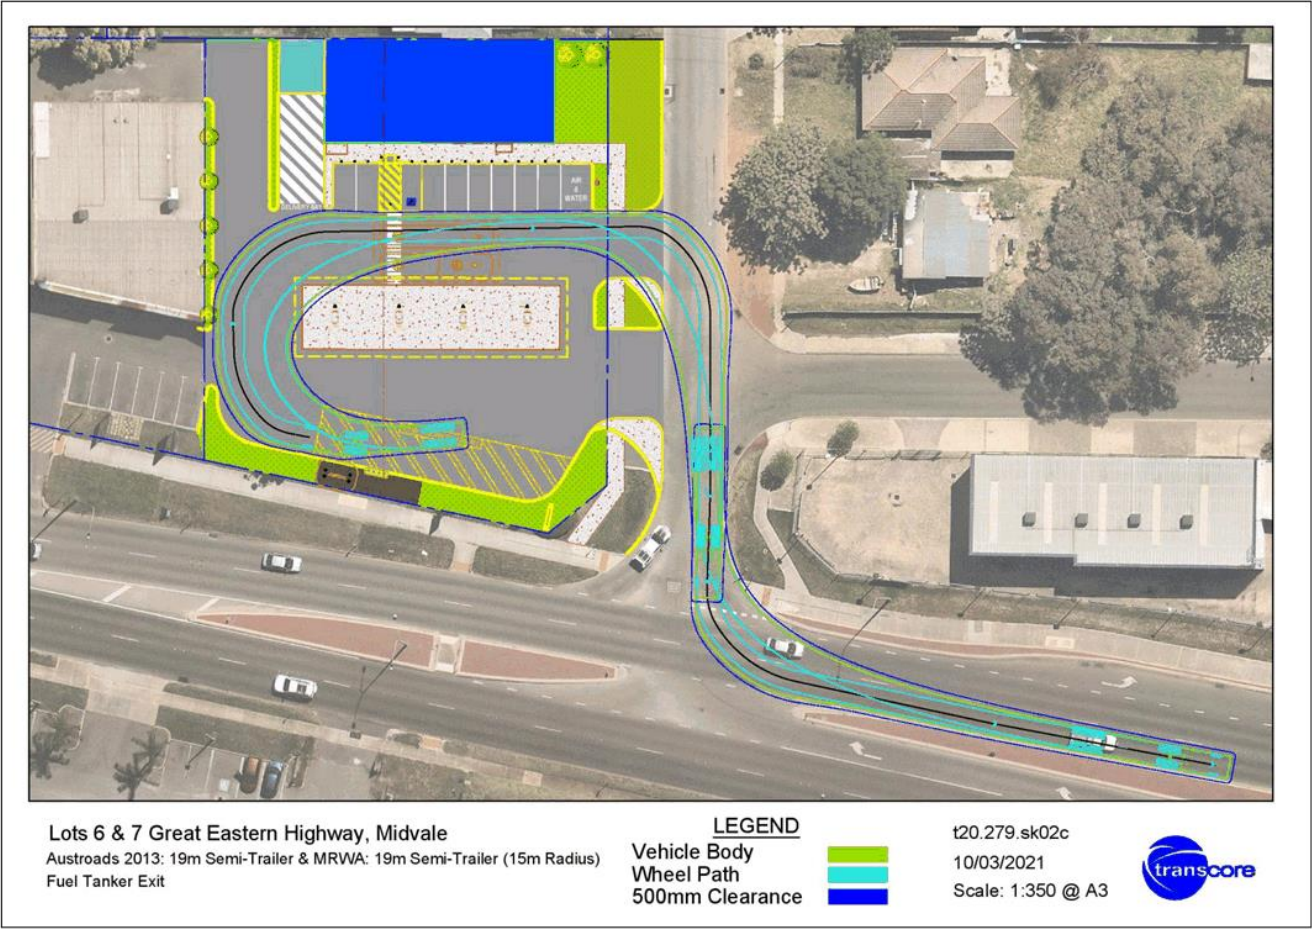 AIR
&
WATER
DELIVERY BAY
Lots 6 & 7 Great Eastern Highway, Midvale
Austroads 2013: 19m Semi-Trailer & MRWA: 19m Semi-Trailer (15m Radius)
Fuel Tanker Exit
LEGEND
Vehicle Body
Wheel Path
500mm Clearance
t20.279.sk02c
10/03/2021
Scale: 1:350 @ A3
transcore